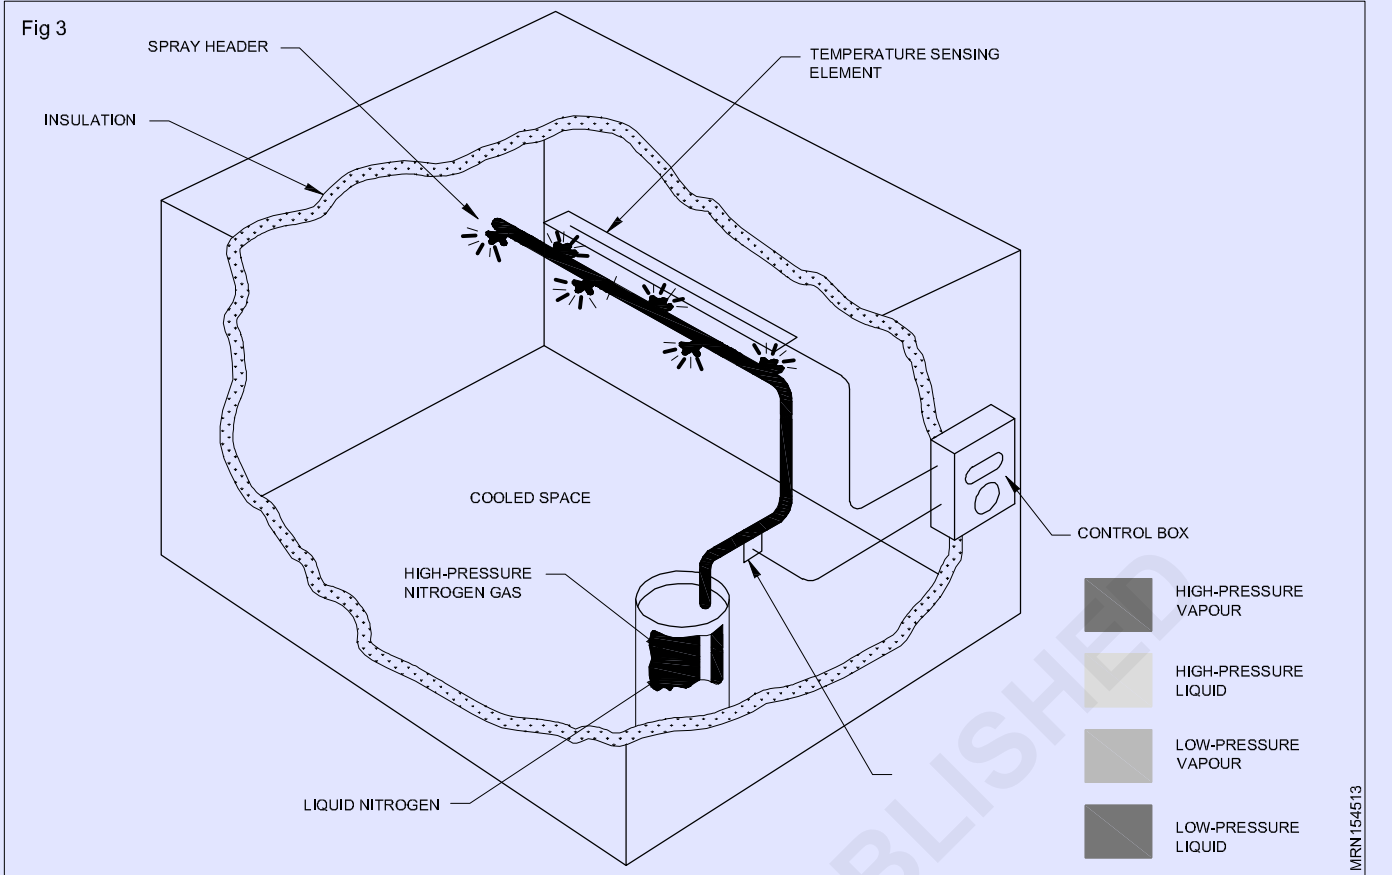 Fig 3
SPRAY HEADER
TEMPERATURE SENSING
ELEMENT
INSULATION
COOLED SPACE
CONTROL BOX
HIGH-PRESSURE
NITROGEN GAS
LIQUID NITROGEN
HIGH-PRESSURE
VAPOUR
HIGH-PRESSURE
LIQUID
LOW-PRESSURE
VAPOUR
LOW-PRESSURE
LIQUID
MRN154513
BLISHED